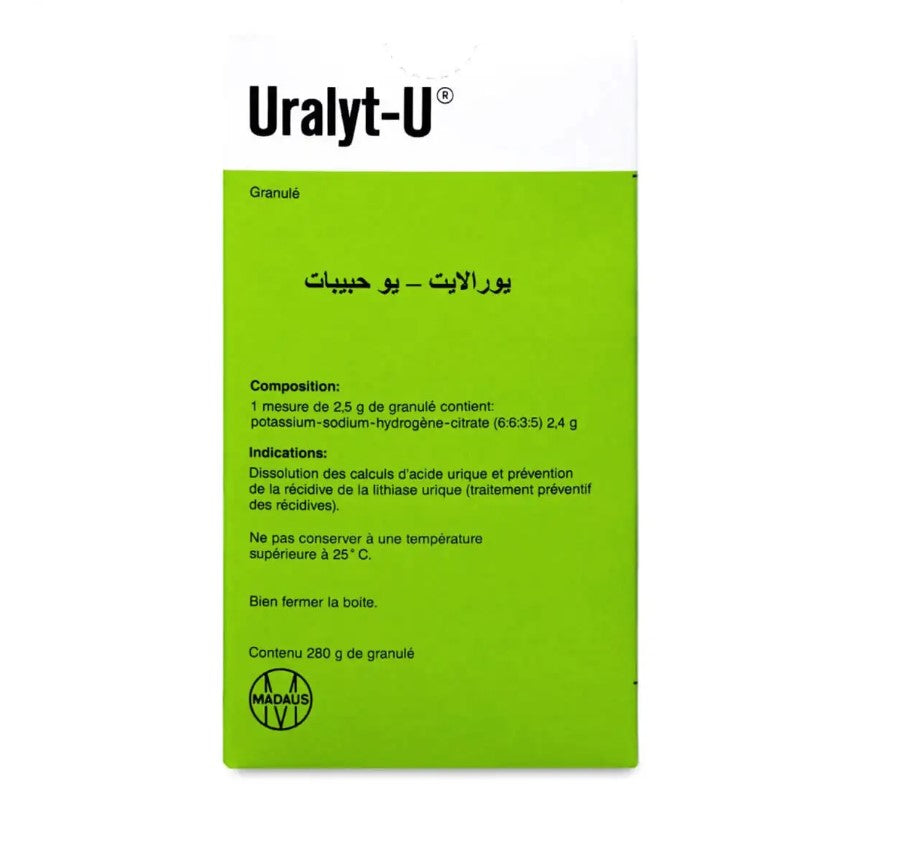 Uralyt-U®
Granulé
يورالايت – يو حبيبات
Composition:
1 mesure de 2,5 g de granulé contient:
potassium-sodium-hydrogène-citrate (6:6:3:5) 2,4 g
Indications:
Dissolution des calculs d'acide urique et prévention
de la récidive de la lithiase urique (traitement préventif
des récidives).
Ne pas conserver à une température
supérieure à 25° C.
Bien fermer la boite.
Contenu 280 g de granulé
MADAUS